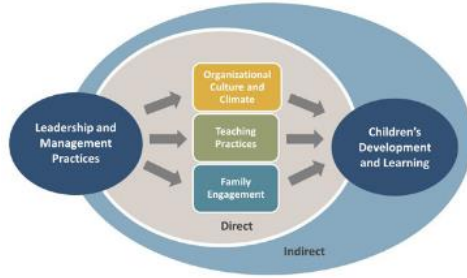 Organizational
Culture and
Climate
Leadership and
Management
Practices
Teaching
Practices
Children's
Development
and Learning
Family
Engagement
Direct
Indirect